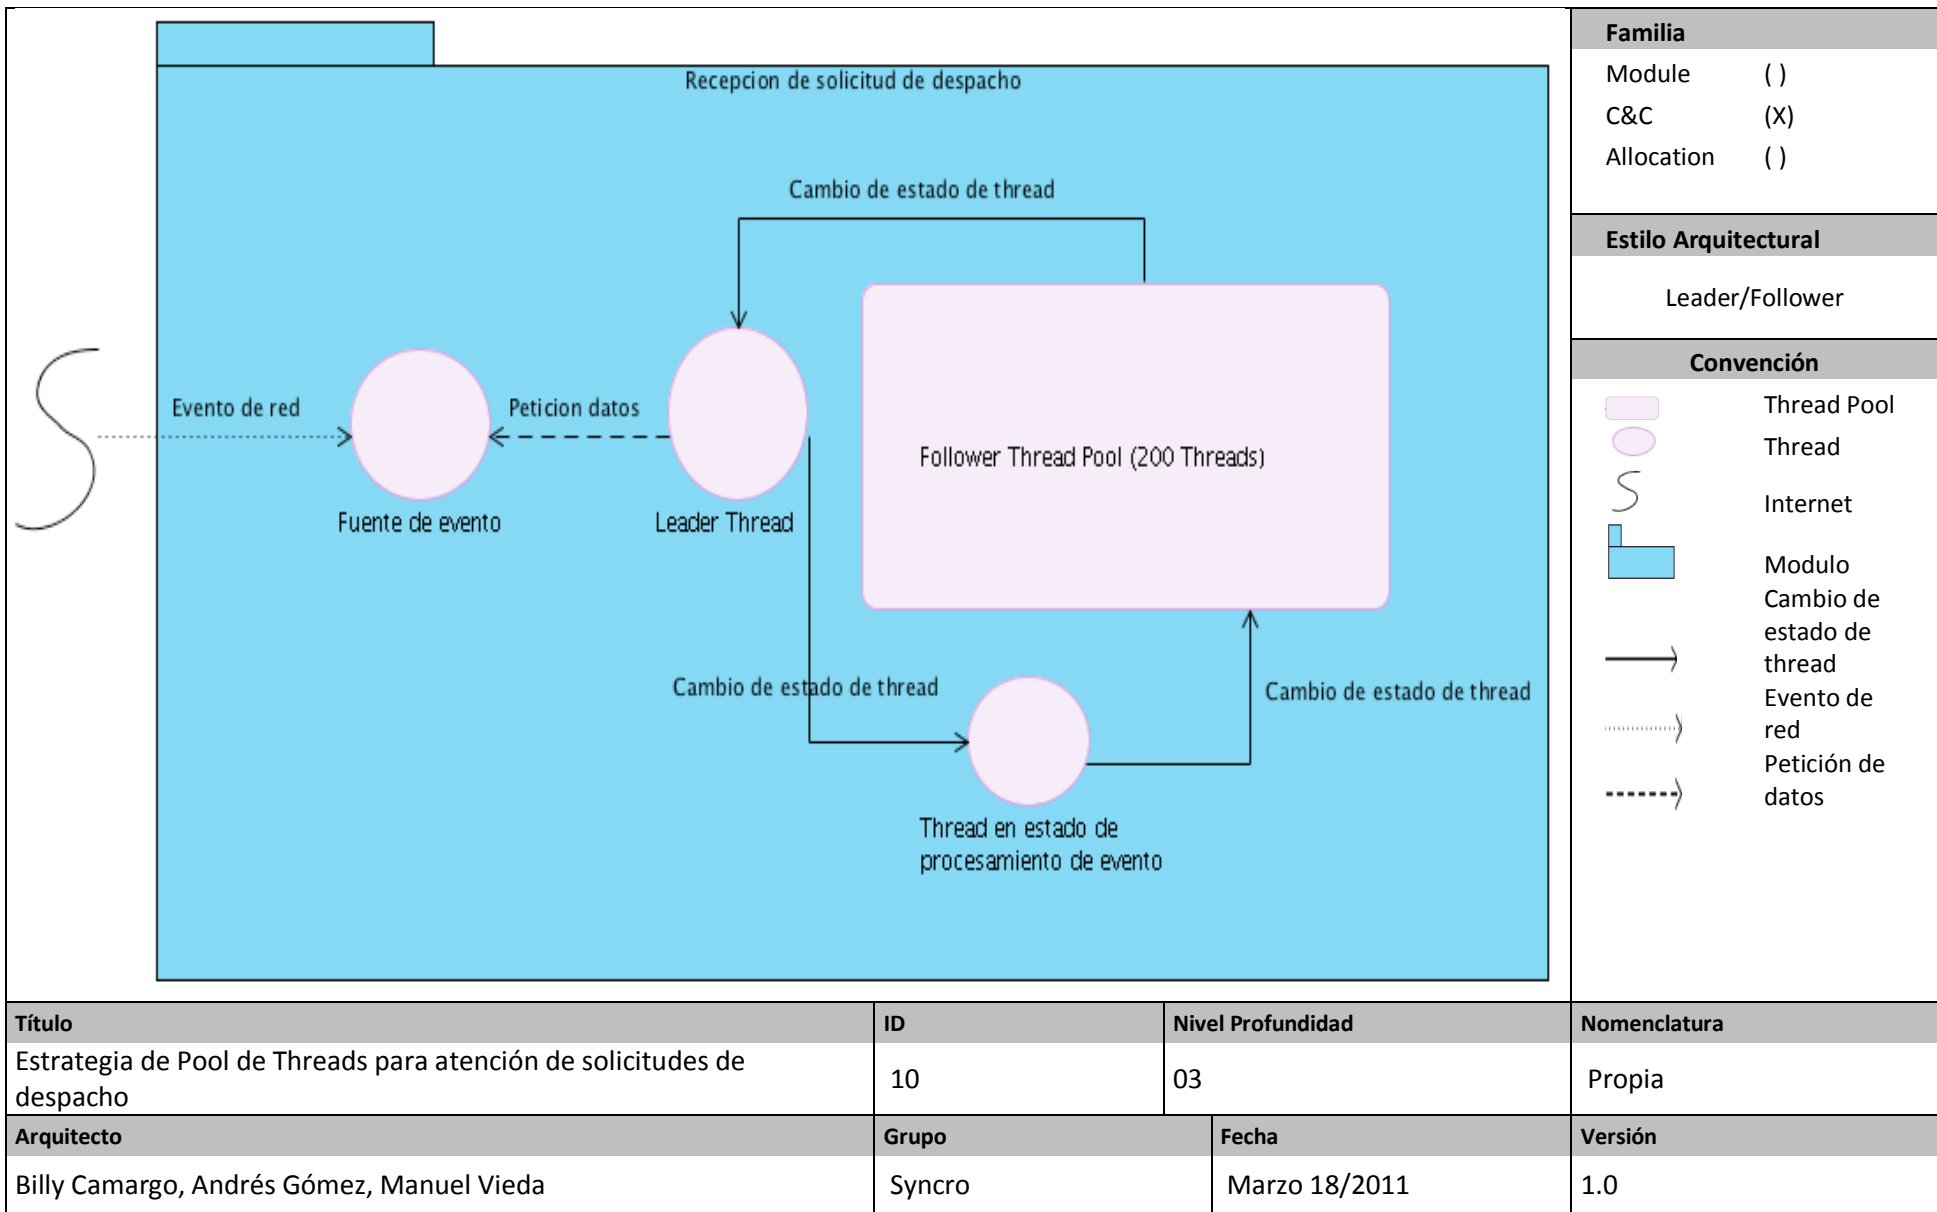 Recepcion de solicitud de despacho
Cambio de estado de thread
Evento de red
Peticion datos
Follower Thread Pool (200 Threads)
Fuente de evento
Leader Thread
Cambio de estado de thread
Cambio de estado de thread
Thread en estado de
procesamiento de evento
Familia
Module ( )
C&C (X)
Allocation ( )
Estilo Arquitectural
Leader/Follower
Convención
Thread Pool
Thread
Internet
Modulo
Cambio de
estado de
thread
Evento de
red
Petición de
datos
Título
ID
Nivel Profundidad
Nomenclatura
Estrategia de Pool de Threads para atención de solicitudes de
despacho
10
03
Propia
Arquitecto
Grupo
Fecha
Versión
Billy Camargo, Andrés Gómez, Manuel Vieda
Syncro
Marzo 18/2011
1.0